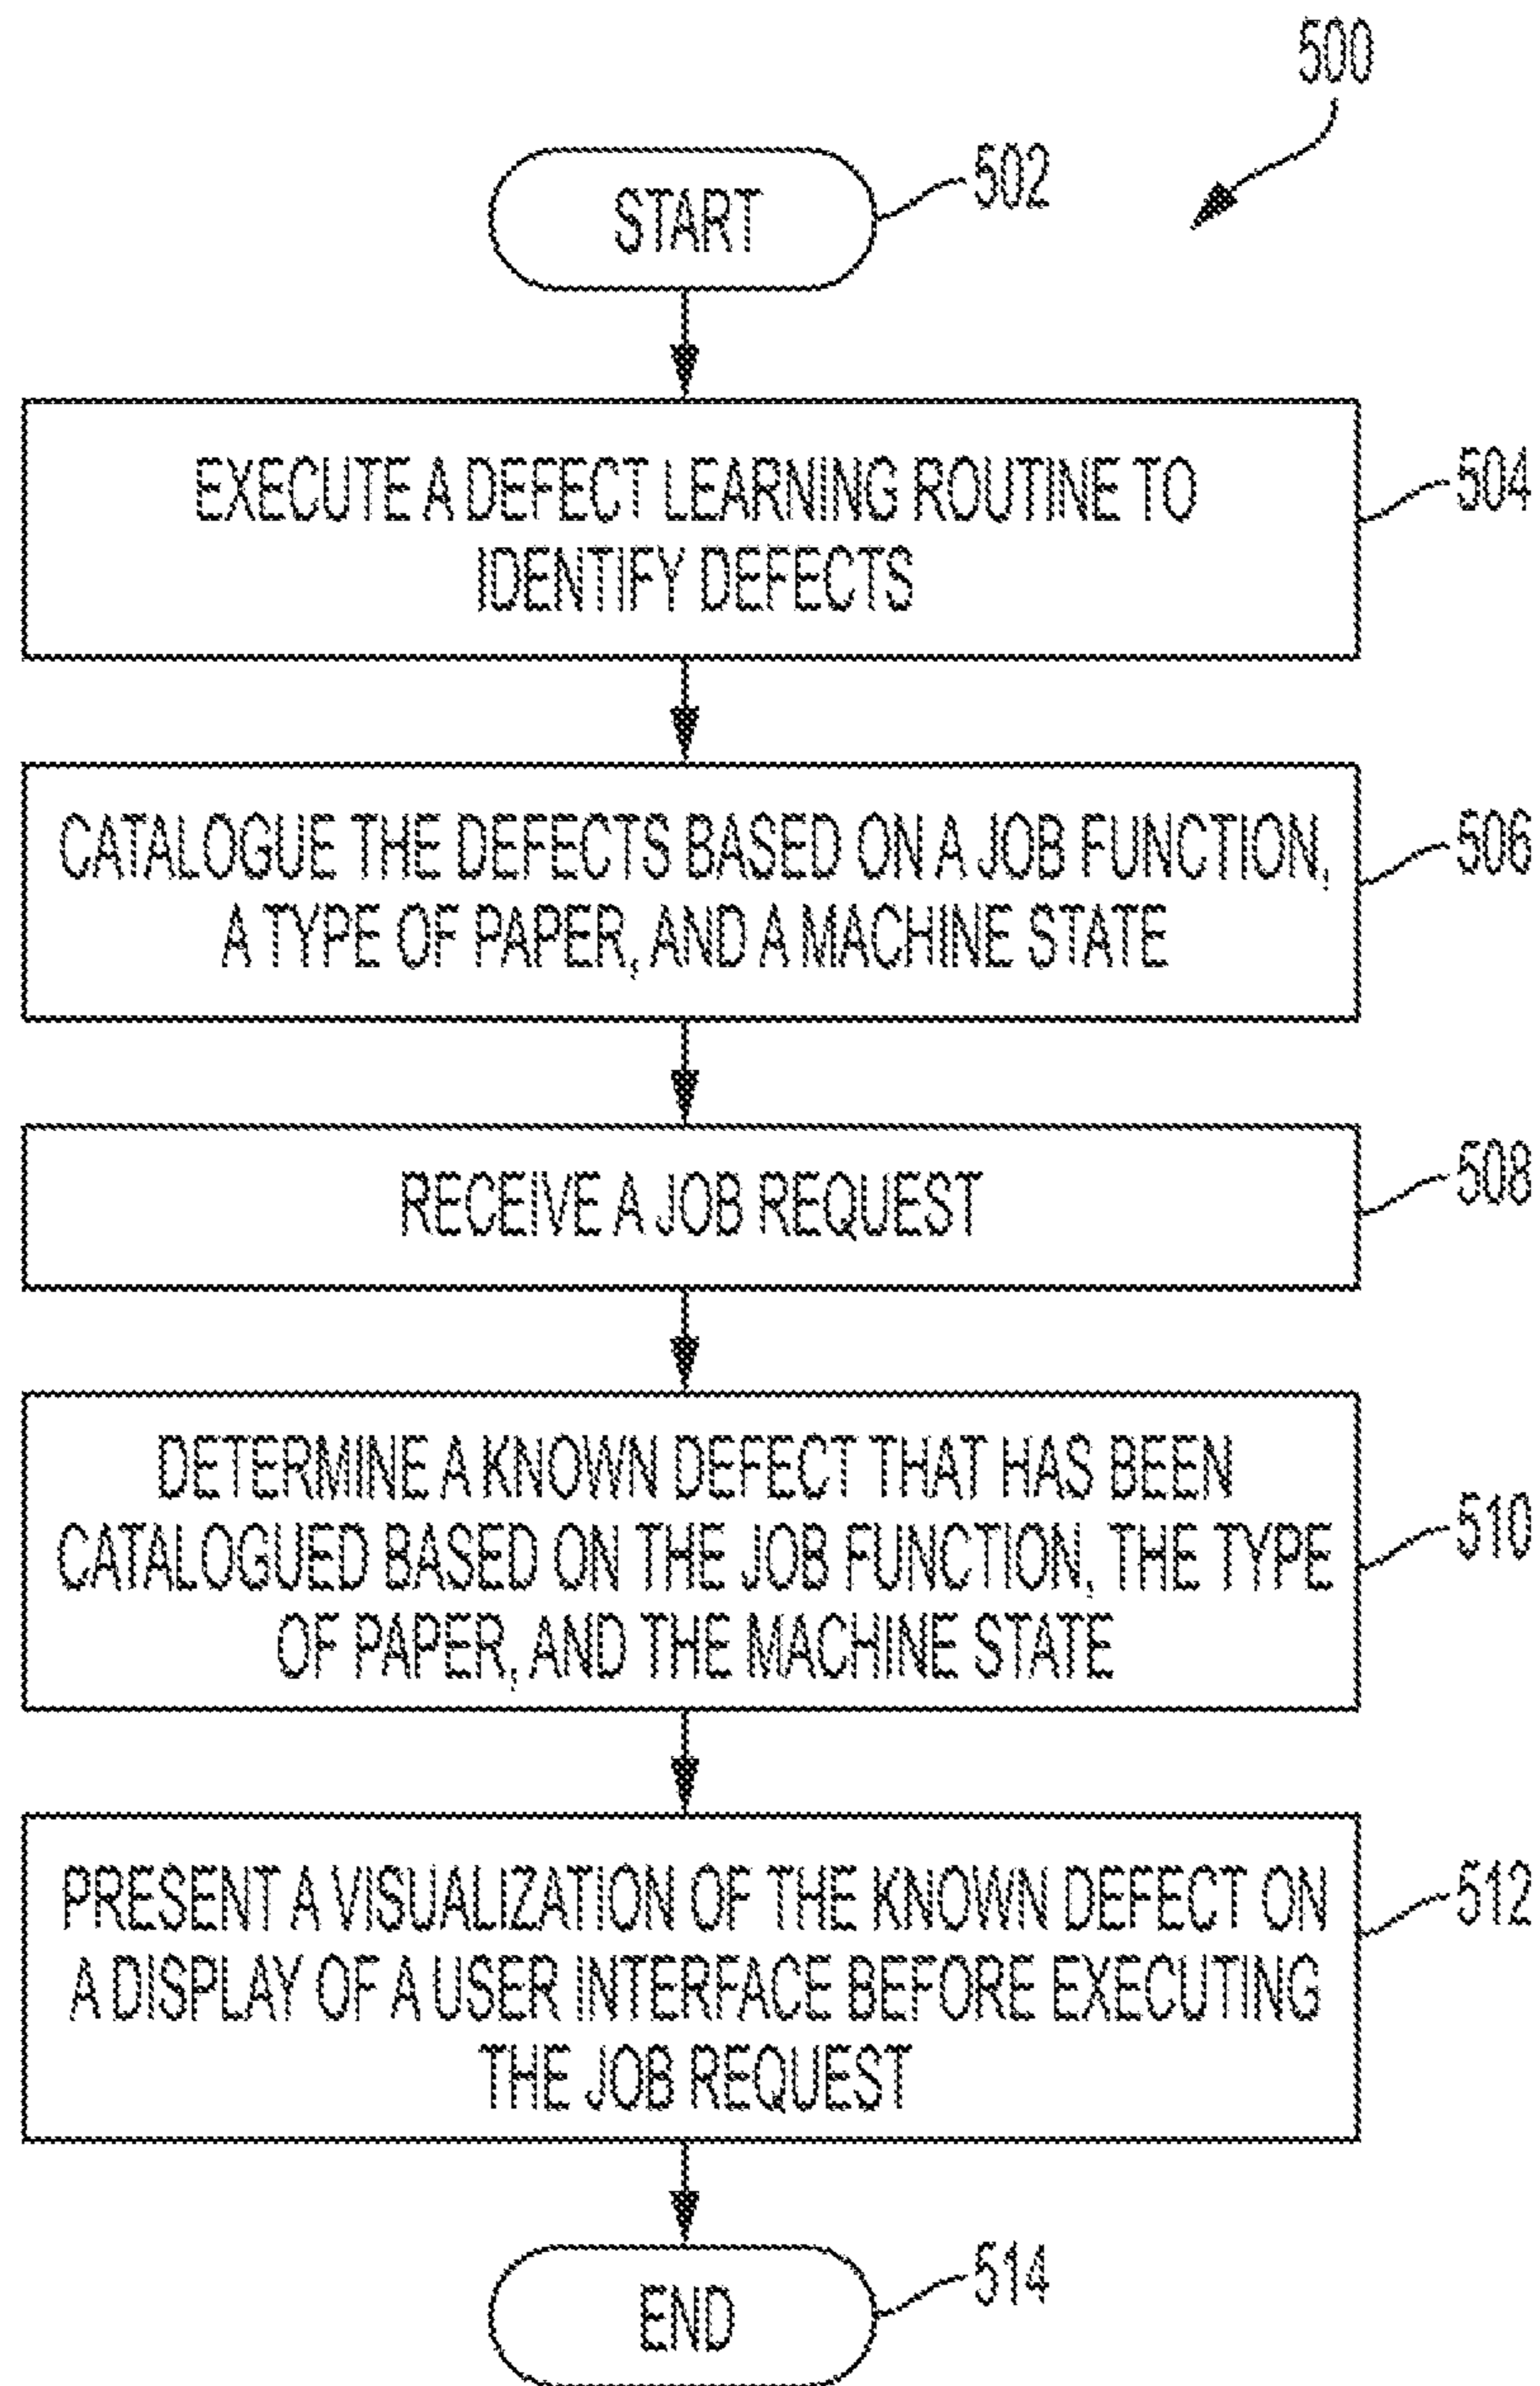 500
START
502
EXECUTE A DEFECT LEARNING ROUTINE TO
IDENTIFY DEFECTS
504
CATALOGUE THE DEFECTS BASED ON A JOB FUNCTION,
A TYPE OF PAPER, AND A MACHINE STATE
506
RECEIVE A JOB REQUEST
508
DETERMINE A KNOWN DEFECT THAT HAS BEEN
CATALOGUED BASED ON THE JOB FUNCTION, THE TYPE
OF PAPER, AND THE MACHINE STATE
510
PRESENT A VISUALIZATION OF THE KNOWN DEFECT ON
A DISPLAY OF A USER INTERFACE BEFORE EXECUTING
THE JOB REQUEST
512
END
514